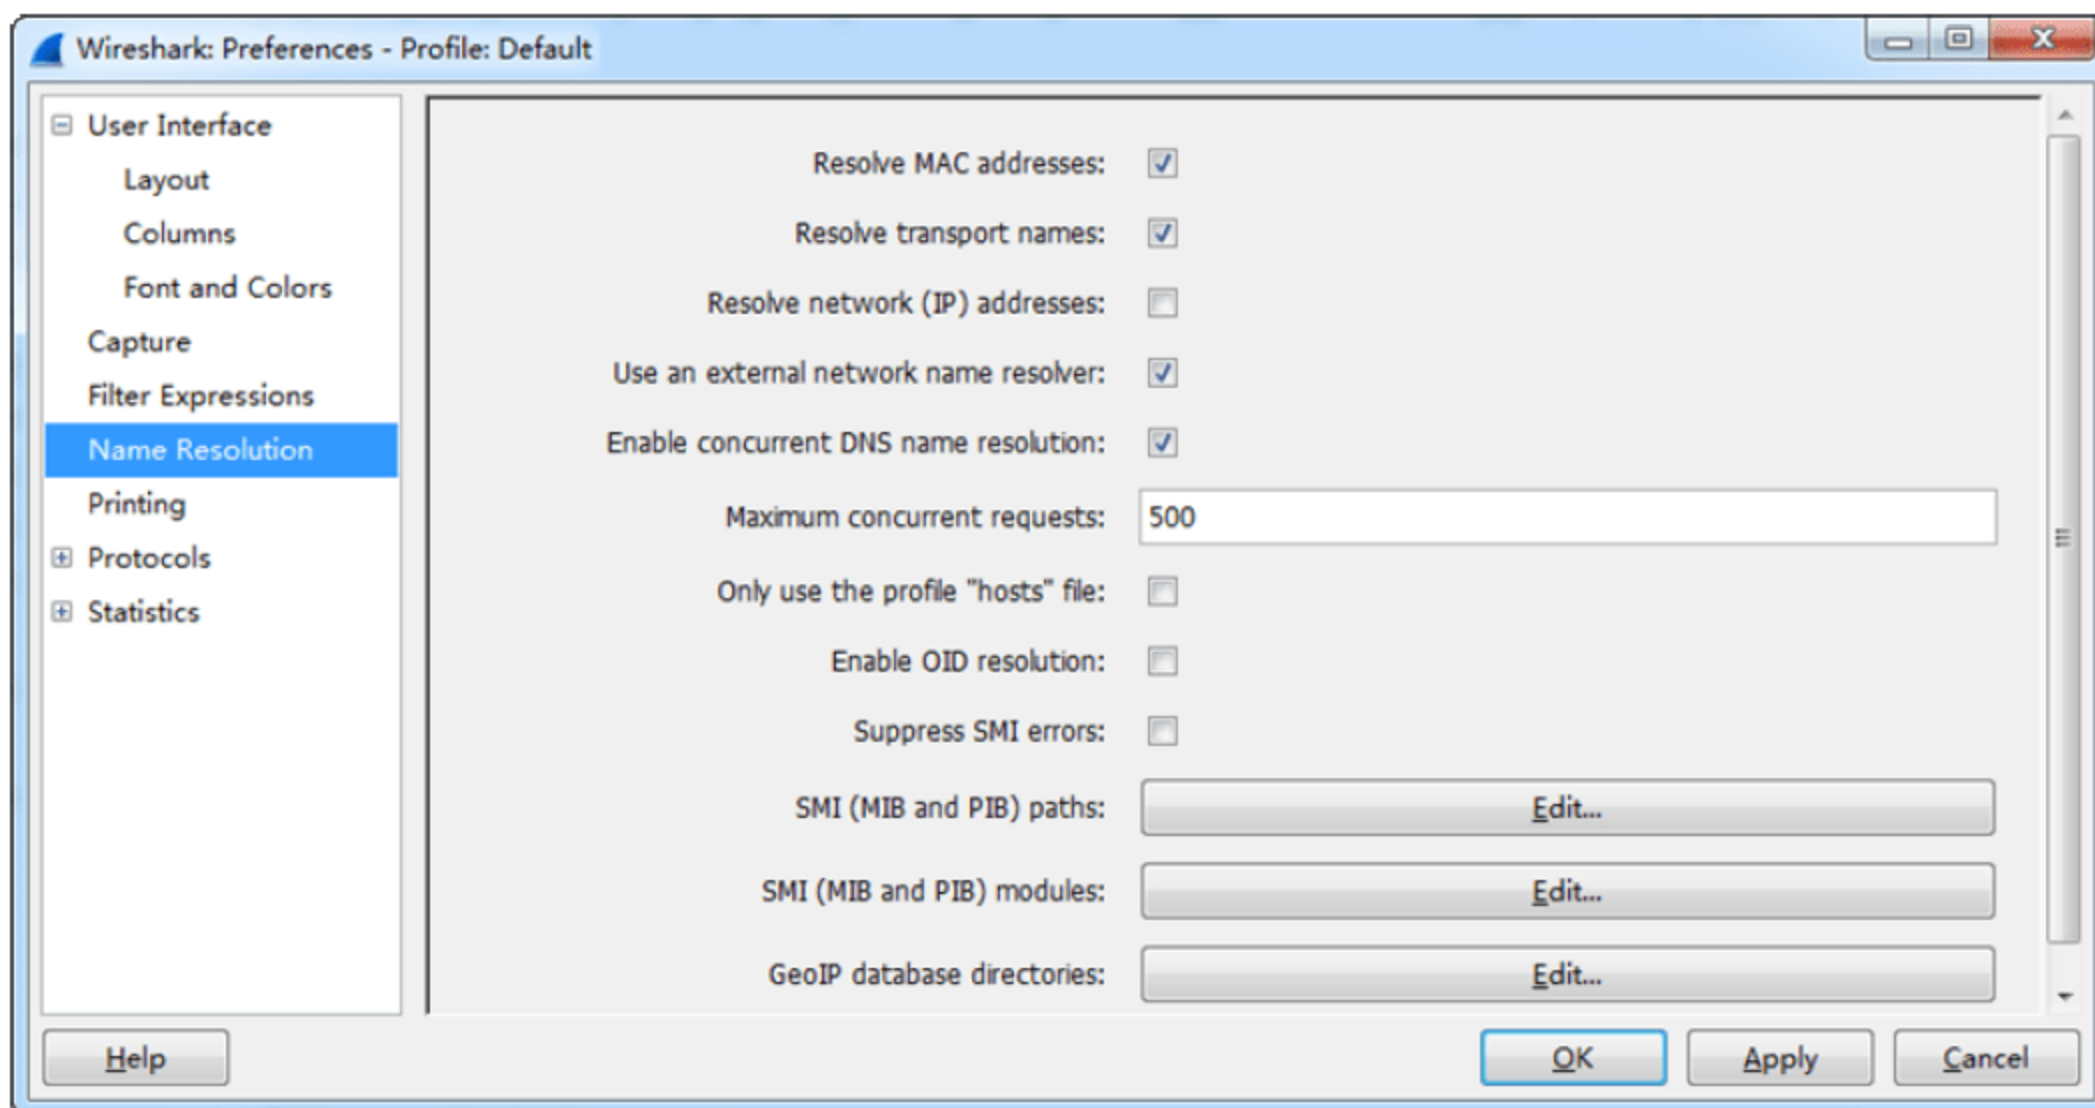 Wireshark: Preferences - Profile: Default
User Interface
Layout
Columns
Font and Colors
Capture
Filter Expressions
Name Resolution
Printing
Protocols
Statistics
Resolve MAC addresses:
Resolve transport names:
Resolve network (IP) addresses:
Use an external network name resolver:
Enable concurrent DNS name resolution:
Maximum concurrent requests: 500
Only use the profile "hosts" file:
Enable OID resolution:
Suppress SMI errors:
SMI (MIB and PIB) paths: Edit...
SMI (MIB and PIB) modules: Edit...
GeoIP database directories: Edit...
Help OK Apply Cancel